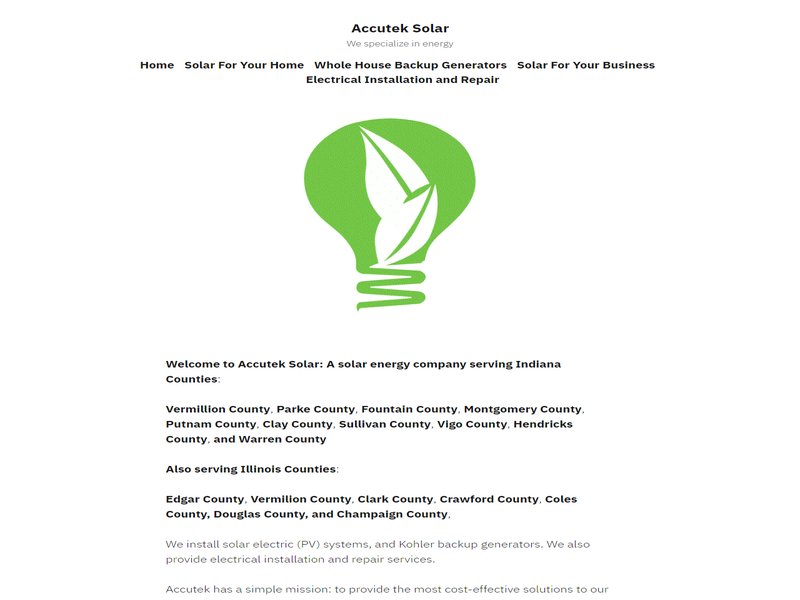 Accutek Solar
We specialize in energy
Home Solar For Your Home Whole House Backup Generators Solar For Your Business
Electrical Installation and Repair
Welcome to Accutek Solar: A solar energy company serving Indiana
Counties:
Vermillion County, Parke County, Fountain County, Montgomery County,
Putnam County, Clay County, Sullivan County, Vigo County, Hendricks
County, and Warren County
Also serving Illinois Counties:
Edgar County, Vermilion County, Clark County, Crawford County, Coles
County, Douglas County, and Champaign County.
We install solar electric (PV) systems, and Kohler backup generators. We also
provide electrical installation and repair services.
Accutek has a simple mission: to provide the most cost-effective solutions to our